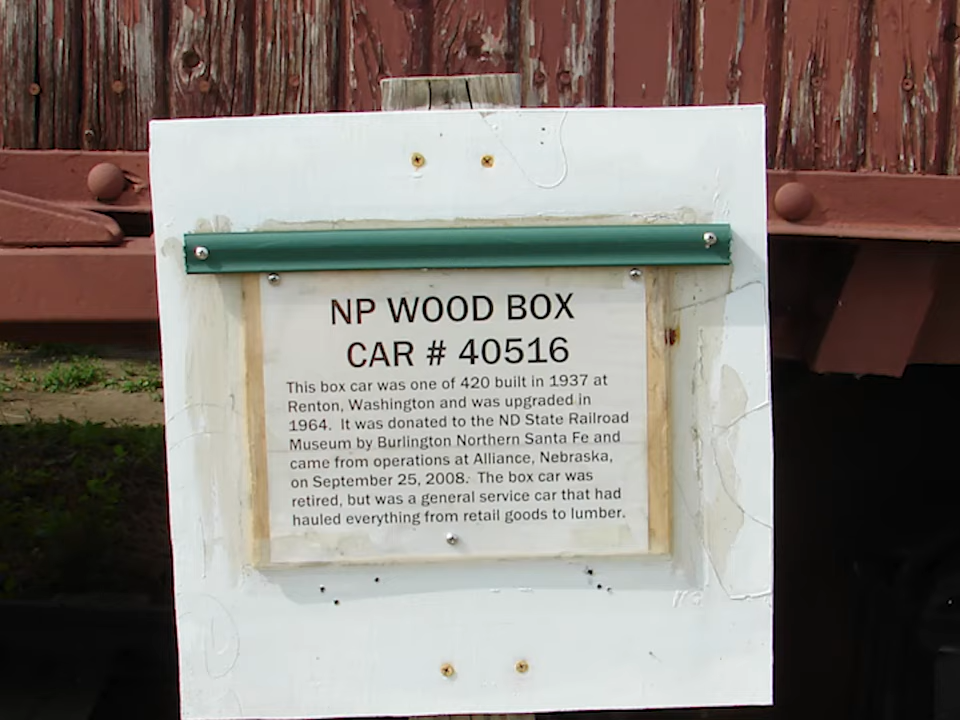 NP WOOD BOX
CAR # 40516
This box car was one of 420 built in 1937 at
Renton, Washington and was upgraded in
1964. It was donated to the ND State Railroad
Museum by Burlington Northern Santa Fe and
came from operations at Alliance, Nebraska,
on September 25, 2008. The box car was
retired, but was a general service car that had
hauled everything from retail goods to lumber.